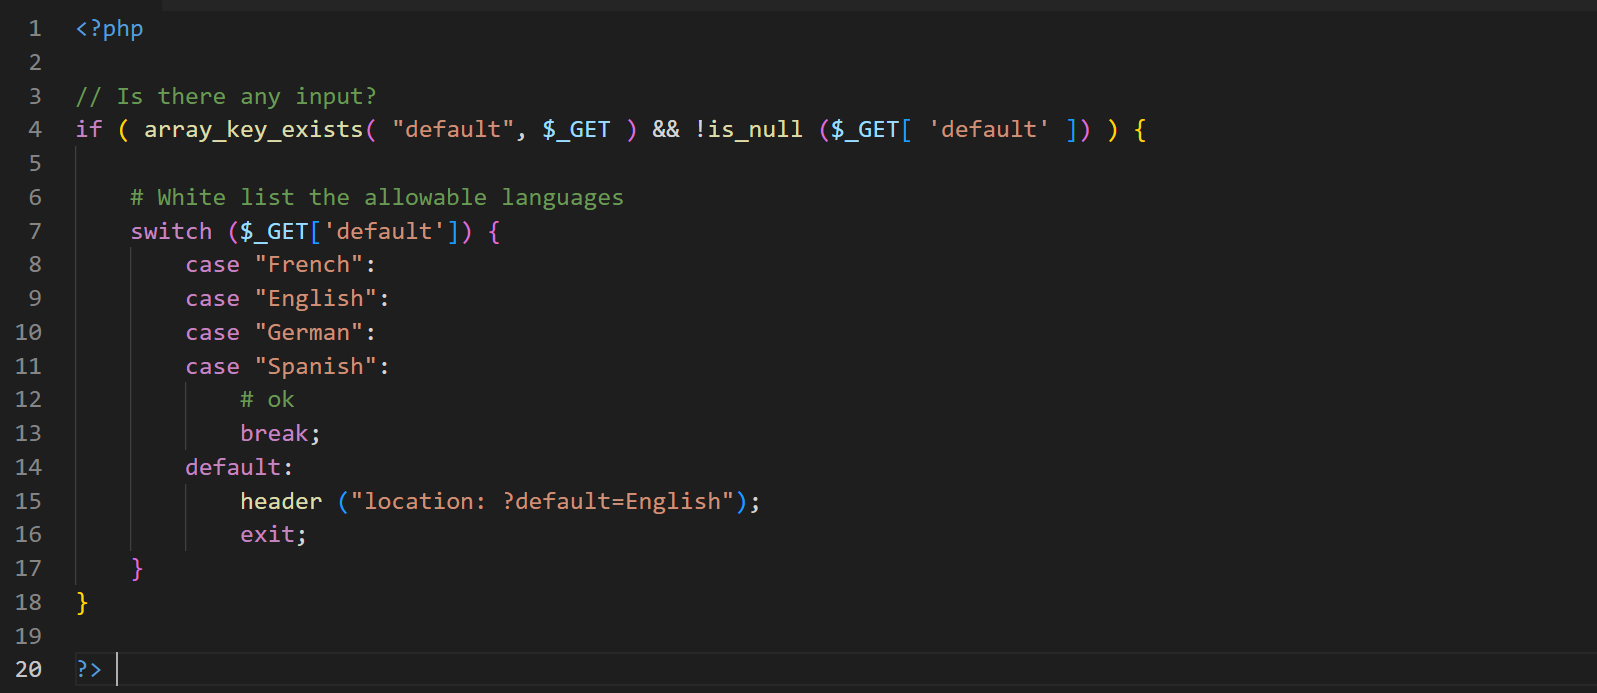 1 <?php
2
3 // Is there any input?
4 if ( array_key_exists( "default", $_GET ) && !is_null ($_GET[ 'default' ]) ) {
5
6     # White list the allowable languages
7     switch ($_GET['default']) {
8         case "French":
9         case "English":
10         case "German":
11         case "Spanish":
12             # ok
13             break;
14         default:
15             header ("location: ?default=English");
16             exit;
17     }
18 }
19
20 ?>